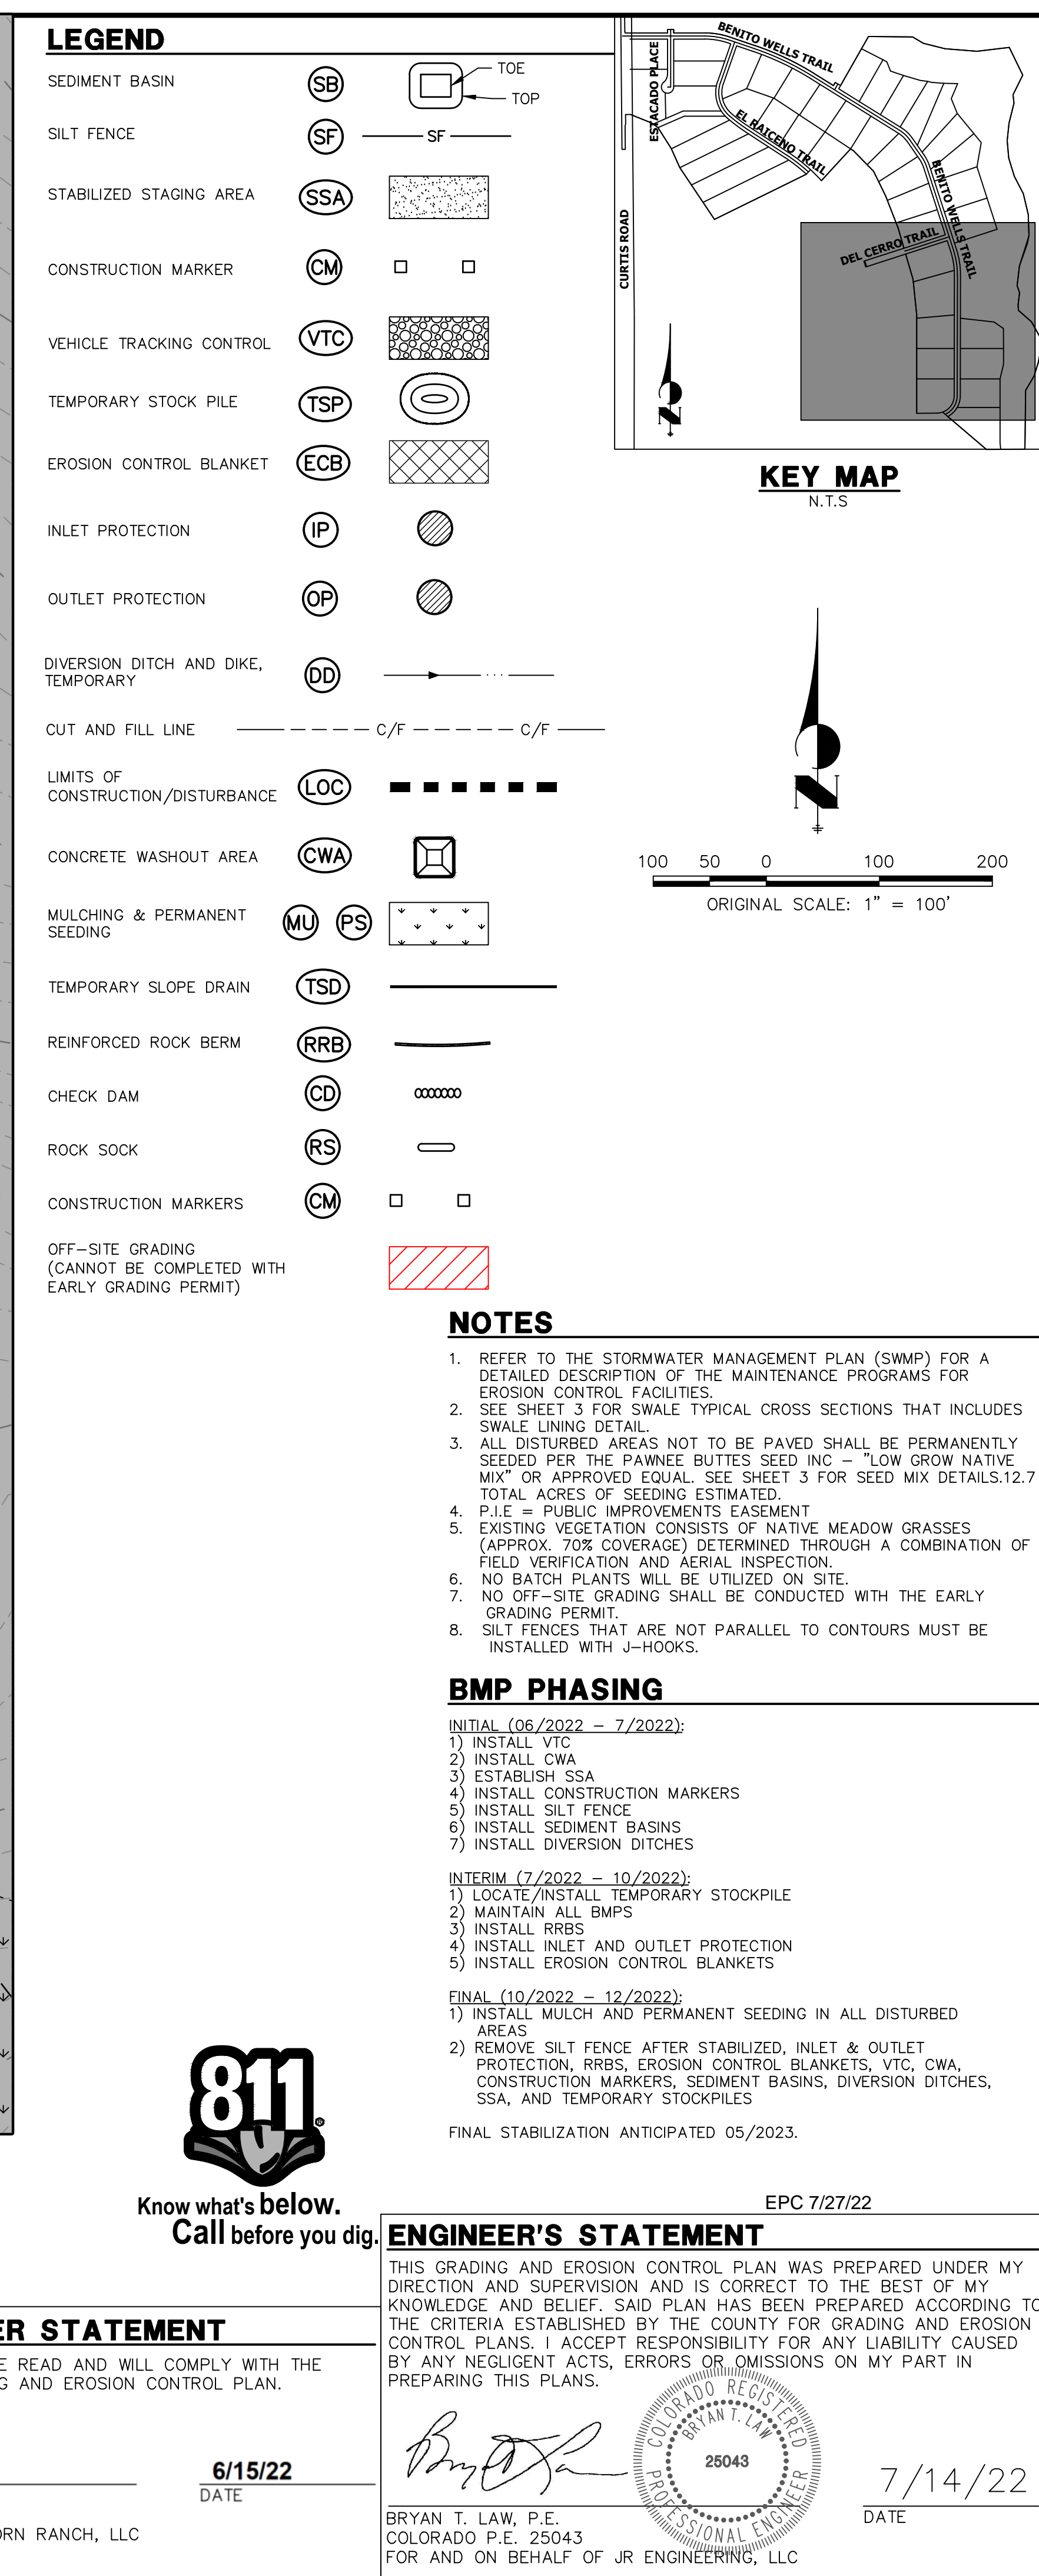 LEGEND
SEDIMENT BASIN
SB
TOE
TOP
SILT FENCE
SF
SF
STABILIZED STAGING AREA
SSA
CONSTRUCTION MARKER
CM
VEHICLE TRACKING CONTROL
VTC
TEMPORARY STOCK PILE
TSP
EROSION CONTROL BLANKET
ECB
INLET PROTECTION
IP
OUTLET PROTECTION
OP
DIVERSION DITCH AND DIKE,
TEMPORARY
DD
CUT AND FILL LINE
C/F
C/F
LIMITS OF
CONSTRUCTION/DISTURBANCE
LOC
CONCRETE WASHOUT AREA
CWA
MULCHING & PERMANENT
SEEDING
MU
PS
TEMPORARY SLOPE DRAIN
TSD
REINFORCED ROCK BERM
RRB
CHECK DAM
CD
ROCK SOCK
RS
CONSTRUCTION MARKERS
CM
OFF-SITE GRADING
(CANNOT BE COMPLETED WITH
EARLY GRADING PERMIT)
BENITO WELLS TRAIL
ESTACADO PLACE
EL RAICENO TRAIL
BENITO WELLS TRAIL
DEL CERRO TRAIL
CURTIS ROAD
N
KEY MAP
N.T.S
N
100 50 0 100 200
ORIGINAL SCALE: 1" = 100'
NOTES
1. REFER TO THE STORMWATER MANAGEMENT PLAN (SWMP) FOR A
DETAILED DESCRIPTION OF THE MAINTENANCE PROGRAMS FOR
EROSION CONTROL FACILITIES.
2. SEE SHEET 3 FOR SWALE TYPICAL CROSS SECTIONS THAT INCLUDES
SWALE LINING DETAIL.
3. ALL DISTURBED AREAS NOT TO BE PAVED SHALL BE PERMANENTLY
SEEDED PER THE PAWNEE BUTTES SEED INC - "LOW GROW NATIVE
MIX" OR APPROVED EQUAL. SEE SHEET 3 FOR SEED MIX DETAILS.12.7
TOTAL ACRES OF SEEDING ESTIMATED.
4. P.I.E = PUBLIC IMPROVEMENTS EASEMENT
5. EXISTING VEGETATION CONSISTS OF NATIVE MEADOW GRASSES
(APPROX. 70% COVERAGE) DETERMINED THROUGH A COMBINATION OF
FIELD VERIFICATION AND AERIAL INSPECTION.
6. NO BATCH PLANTS WILL BE UTILIZED ON SITE.
7. NO OFF-SITE GRADING SHALL BE CONDUCTED WITH THE EARLY
GRADING PERMIT.
8. SILT FENCES THAT ARE NOT PARALLEL TO CONTOURS MUST BE
INSTALLED WITH J-HOOKS.
BMP PHASING
INITIAL (06/2022 - 7/2022):
1) INSTALL VTC
2) INSTALL CWA
3) ESTABLISH SSA
4) INSTALL CONSTRUCTION MARKERS
5) INSTALL SILT FENCE
6) INSTALL SEDIMENT BASINS
7) INSTALL DIVERSION DITCHES
INTERIM (7/2022 - 10/2022):
1) LOCATE/INSTALL TEMPORARY STOCKPILE
2) MAINTAIN ALL BMPS
3) INSTALL RRBS
4) INSTALL INLET AND OUTLET PROTECTION
5) INSTALL EROSION CONTROL BLANKETS
FINAL (10/2022 - 12/2022):
1) INSTALL MULCH AND PERMANENT SEEDING IN ALL DISTURBED
AREAS
2) REMOVE SILT FENCE AFTER STABILIZED, INLET & OUTLET
PROTECTION, RRBS, EROSION CONTROL BLANKETS, VTC, CWA,
CONSTRUCTION MARKERS, SEDIMENT BASINS, DIVERSION DITCHES,
SSA, AND TEMPORARY STOCKPILES
FINAL STABILIZATION ANTICIPATED 05/2023.
811
Know what's below.
Call before you dig.
EPC 7/27/22
ENGINEER'S STATEMENT
THIS GRADING AND EROSION CONTROL PLAN WAS PREPARED UNDER MY
DIRECTION AND SUPERVISION AND IS CORRECT TO THE BEST OF MY
KNOWLEDGE AND BELIEF. SAID PLAN HAS BEEN PREPARED ACCORDING TO
THE CRITERIA ESTABLISHED BY THE COUNTY FOR GRADING AND EROSION
CONTROL PLANS. I ACCEPT RESPONSIBILITY FOR ANY LIABILITY CAUSED
BY ANY NEGLIGENT ACTS, ERRORS OR OMISSIONS ON MY PART IN
PREPARING THIS PLANS.
COLORADO REGISTERED
BRYAN T. LAW
25043
PROFESSIONAL ENGINEER
7/14/22
DATE
BRYAN T. LAW, P.E.
COLORADO P.E. 25043
FOR AND ON BEHALF OF JR ENGINEERING, LLC
ER STATEMENT
E READ AND WILL COMPLY WITH THE
G AND EROSION CONTROL PLAN.
6/15/22
DATE
ORN RANCH, LLC